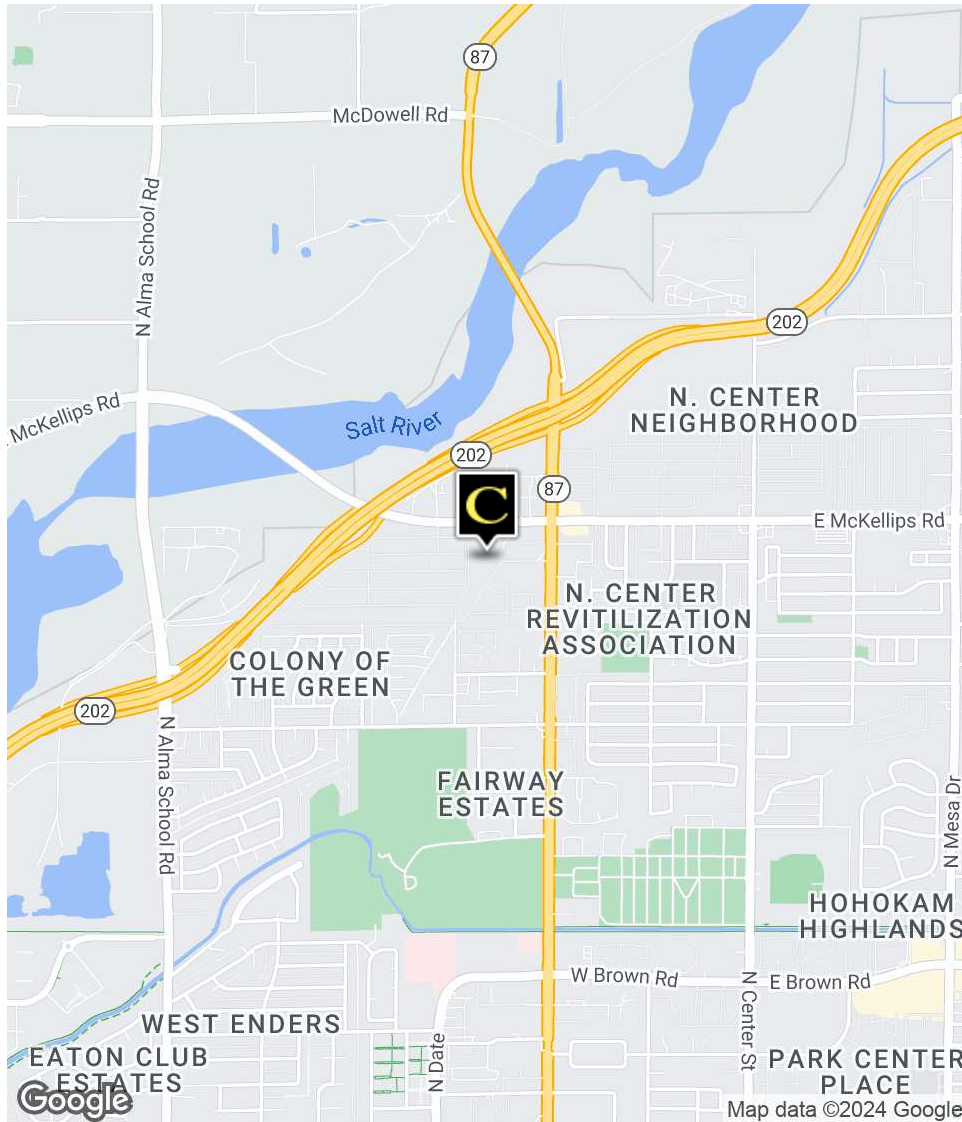 87
McDowell Rd
N Alma School Rd
202
McKellips Rd
N. CENTER
NEIGHBORHOOD
Salt River
202
87
C
E McKellips Rd
N. CENTER
REVITILIZATION
ASSOCIATION
COLONY OF
THE GREEN
202
N Alma School Rd
FAIRWAY
ESTATES
N Mesa Dr
HOHOKAM
HIGHLANDS
W Brown Rd
E Brown Rd
N Center St
WEST ENDERS
EATON CLUB
ESTATES
N Date
PARK CENTER
PLACE
Google
Map data ©2024 Google